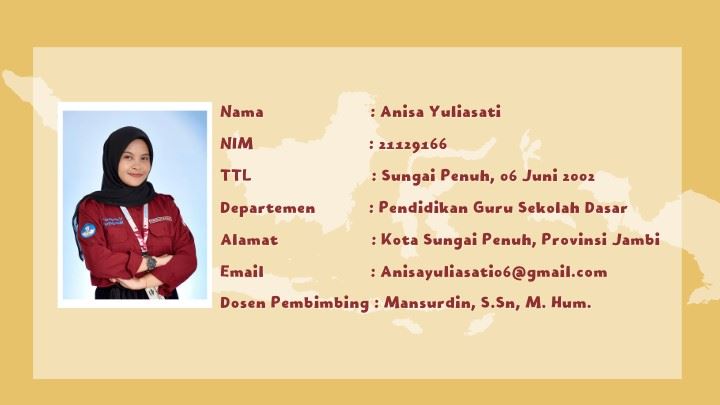 Nama : Anisa Yuliasati
NIM : 21129166
TTL : Sungai Penuh, 06 Juni 2002
Departemen : Pendidikan Guru Sekolah Dasar
Alamat : Kota Sungai Penuh, Provinsi Jambi
Email : Anisayuliasati06@gmail.com
Dosen Pembimbing : Mansurdin, S.Sn, M. Hum.